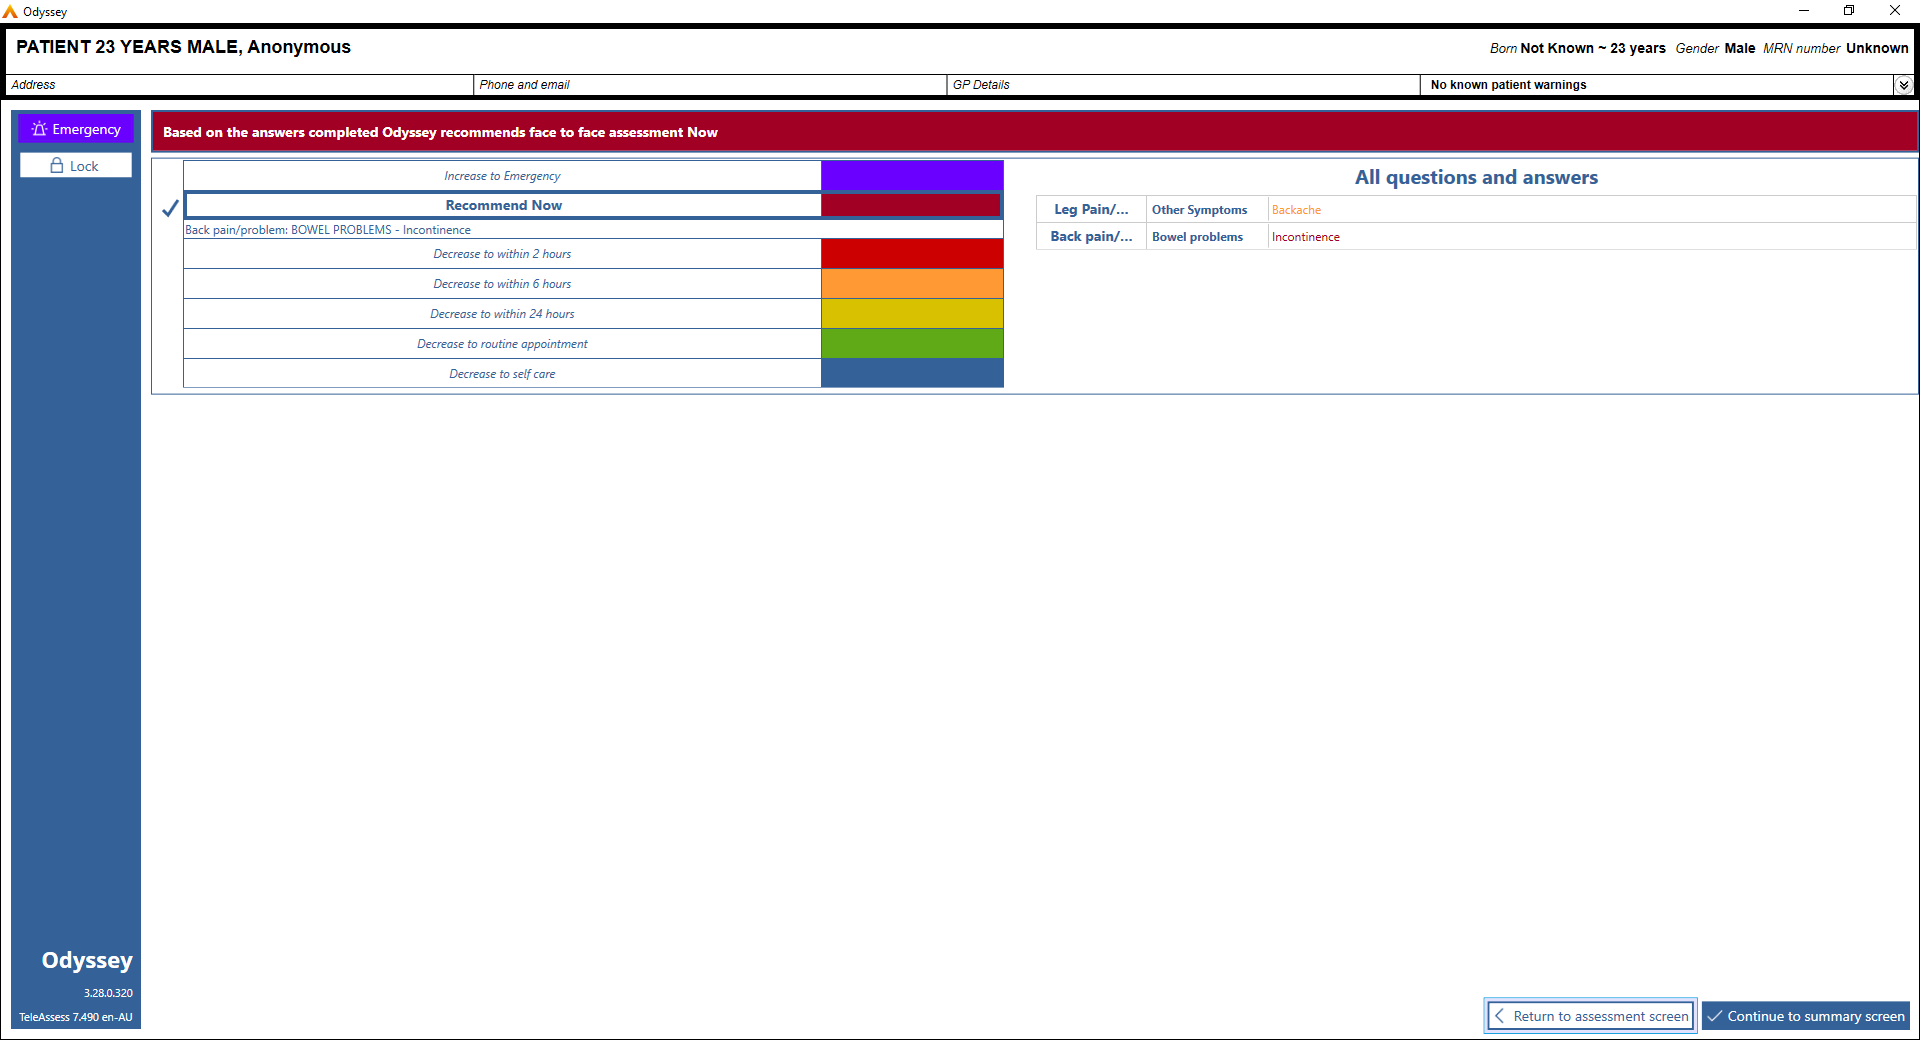 Odyssey
PATIENT 23 YEARS MALE, Anonymous
Born Not Known ~ 23 years Gender Male MRN number Unknown
Address
Phone and email
GP Details
No known patient warnings
Emergency
Lock
Based on the answers completed Odyssey recommends face to face assessment Now
Increase to Emergency
Recommend Now
Back pain/problem: BOWEL PROBLEMS - Incontinence
Decrease to within 2 hours
Decrease to within 6 hours
Decrease to within 24 hours
Decrease to routine appointment
Decrease to self care
All questions and answers
Leg Pain/... Other Symptoms Backache
Back pain/... Bowel problems Incontinence
Odyssey
3.28.0.320
TeleAssess 7.490 en-AU
Return to assessment screen
Continue to summary screen